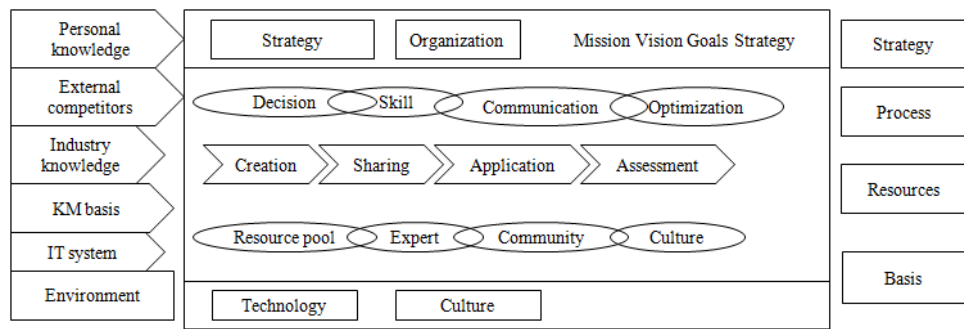 Personal
knowledge
External
competitors
Industry
knowledge
KM basis
IT system
Environment
Strategy
Organization
Mission Vision Goals Strategy
Decision
Skill
Communication
Optimization
Creation
Sharing
Application
Assessment
Resource pool
Expert
Community
Culture
Technology
Culture
Strategy
Process
Resources
Basis